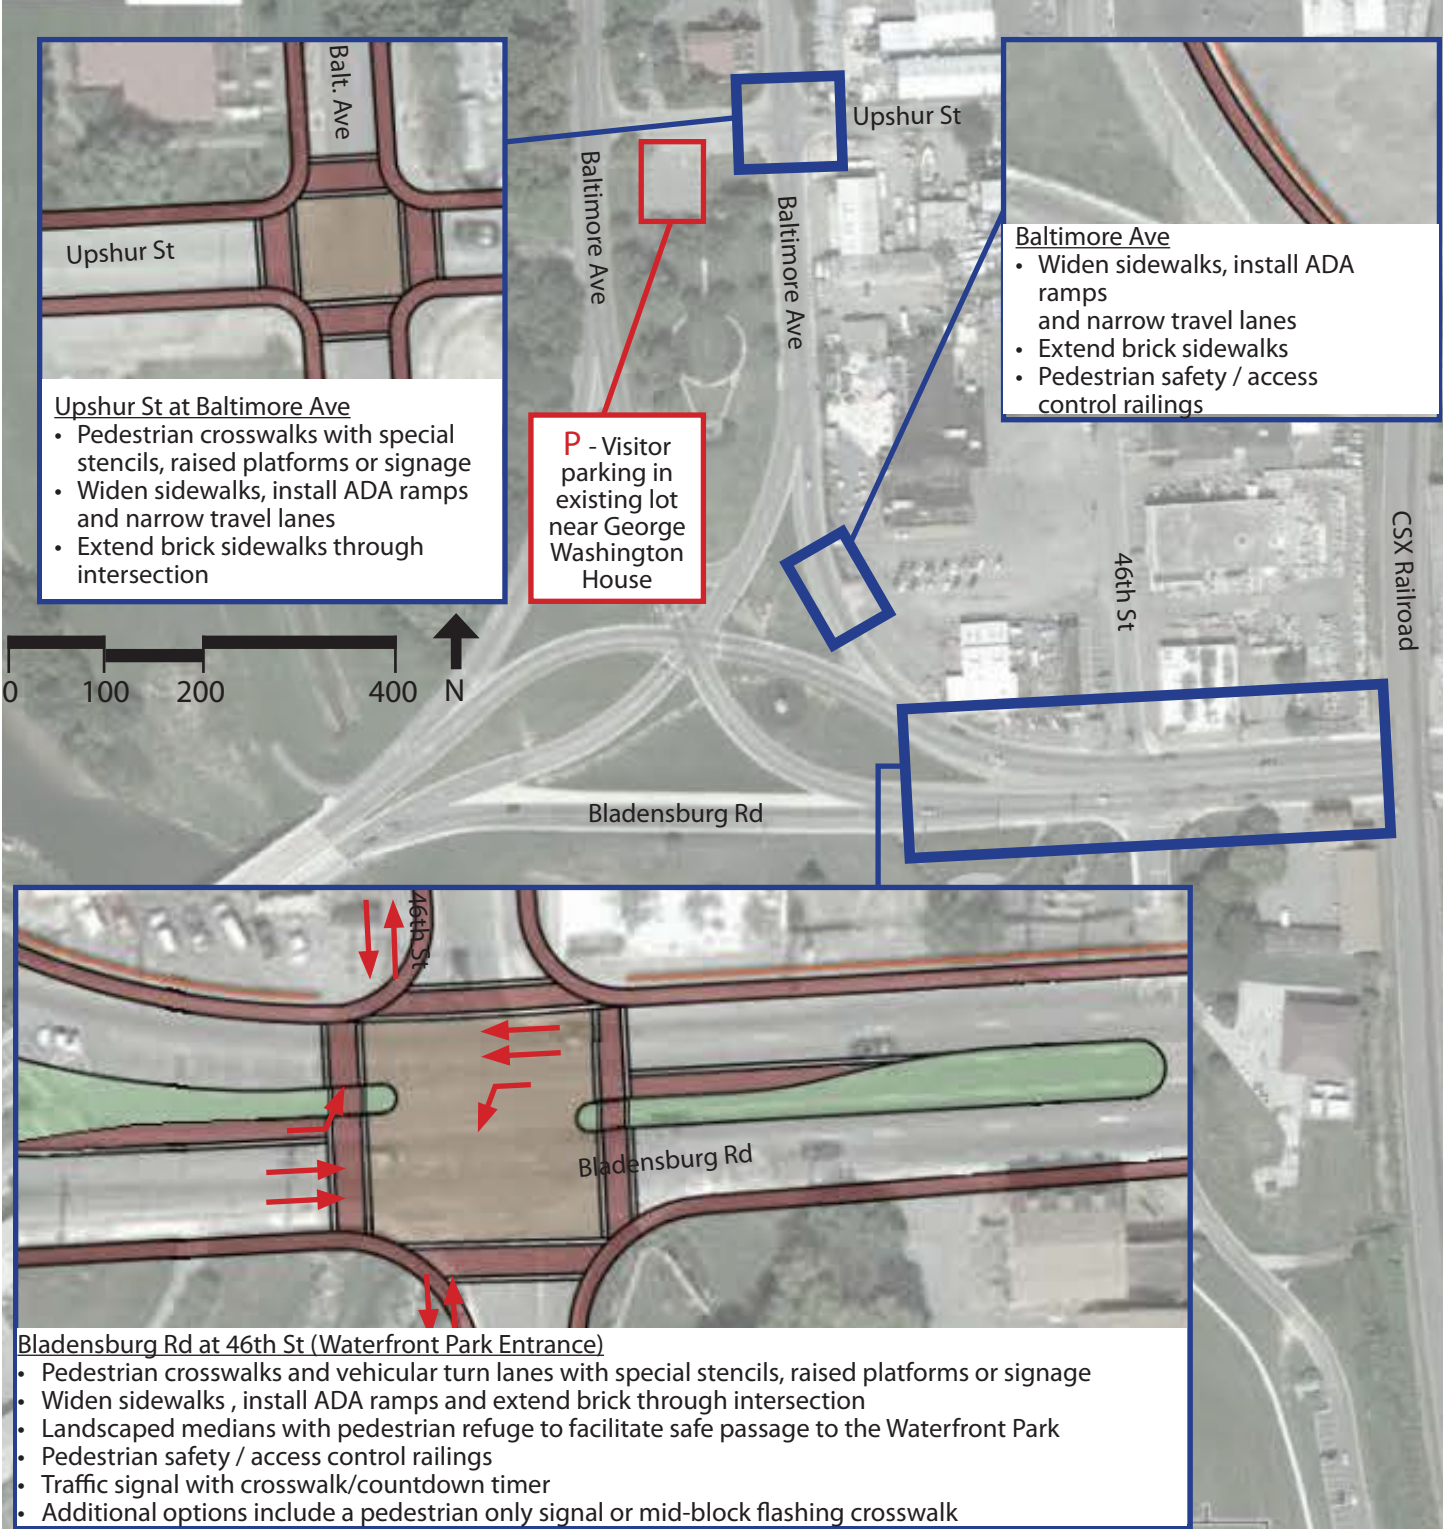 Balt. Ave
Upshur St
Upshur St at Baltimore Ave
• Pedestrian crosswalks with special
stencils, raised platforms or signage
• Widen sidewalks, install ADA ramps
and narrow travel lanes
• Extend brick sidewalks through
intersection
Upshur St
Baltimore Ave
Baltimore Ave
P - Visitor
parking in
existing lot
near George
Washington
House
Baltimore Ave
• Widen sidewalks, install ADA
ramps
and narrow travel lanes
• Extend brick sidewalks
• Pedestrian safety / access
control railings
46th St
CSX Railroad
0 100 200 400 N
Bladensburg Rd
46th St
Bladensburg Rd
Bladensburg Rd at 46th St (Waterfront Park Entrance)
• Pedestrian crosswalks and vehicular turn lanes with special stencils, raised platforms or signage
• Widen sidewalks , install ADA ramps and extend brick through intersection
• Landscaped medians with pedestrian refuge to facilitate safe passage to the Waterfront Park
• Pedestrian safety / access control railings
• Traffic signal with crosswalk/countdown timer
• Additional options include a pedestrian only signal or mid-block flashing crosswalk